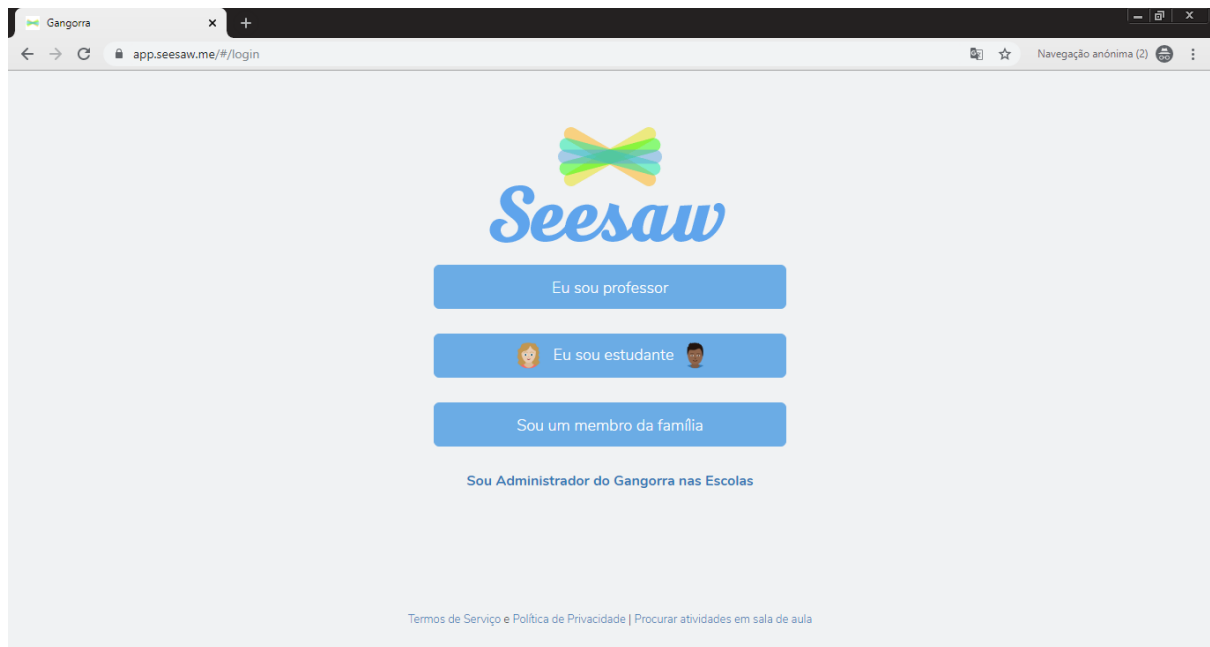 Gangorra
app.seesaw.me/#/login
Navegação anónima (2)
Seesaw
Eu sou professor
Eu sou estudante
Sou um membro da família
Sou Administrador do Gangorra nas Escolas
Termos de Serviço e Política de Privacidade | Procurar atividades em sala de aula